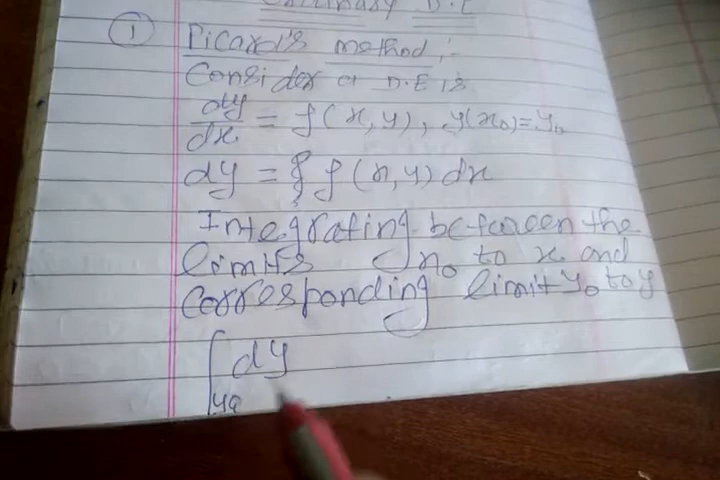 Ordinary D.E
① Picard's method :-
Consider a D.E is
dy/dx = f(x,y), y(x₀)=y₀
dy = f(x,y) dx
Integrating between the
limits x₀ to x and
corresponding limit y₀ to y
∫y₀ dy